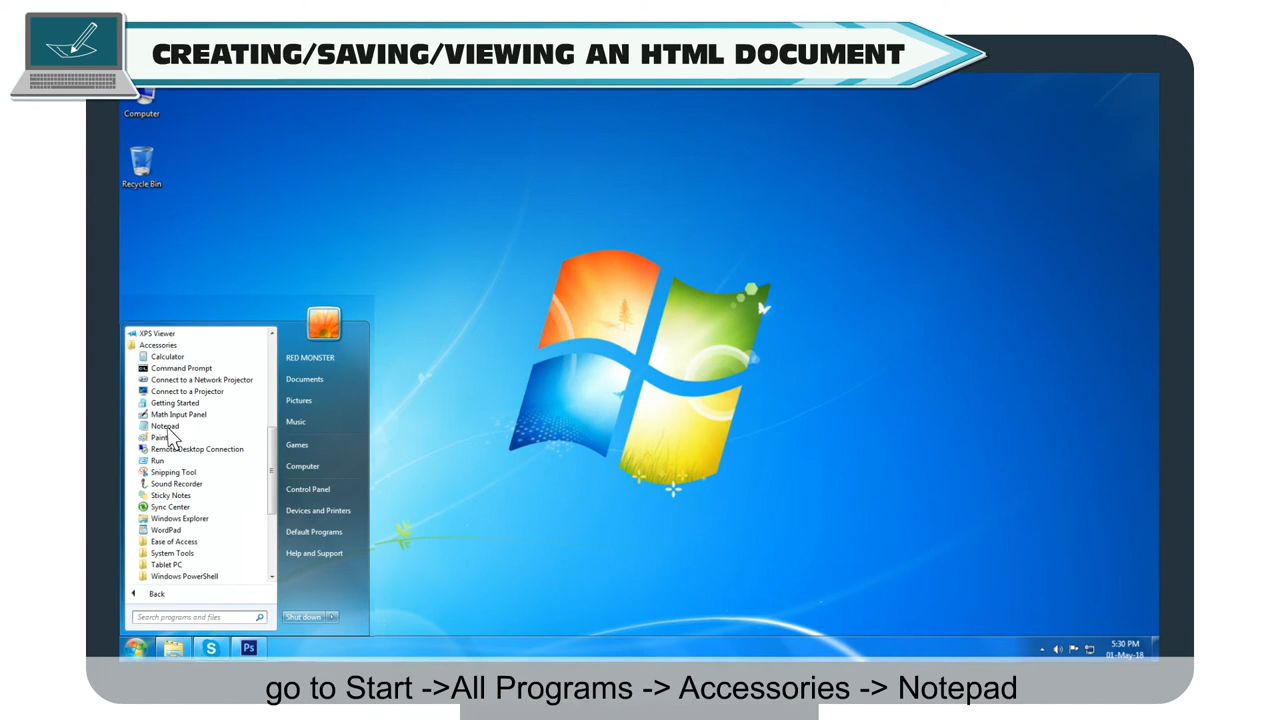 CREATING/SAVING/VIEWING AN HTML DOCUMENT
Computer
Recycle Bin
XPS Viewer
Accessories
Calculator
Command Prompt
Connect to a Network Projector
Connect to a Projector
Getting Started
Math Input Panel
Notepad
Paint
Remote Desktop Connection
Run
Snipping Tool
Sound Recorder
Sticky Notes
Sync Center
Windows Explorer
WordPad
Ease of Access
System Tools
Tablet PC
Windows PowerShell
Back
Search programs and files
RED MONSTER
Documents
Pictures
Music
Games
Computer
Control Panel
Devices and Printers
Default Programs
Help and Support
Shut down
S
Ps
5:30 PM
01-May-18
go to Start ->All Programs -> Accessories -> Notepad